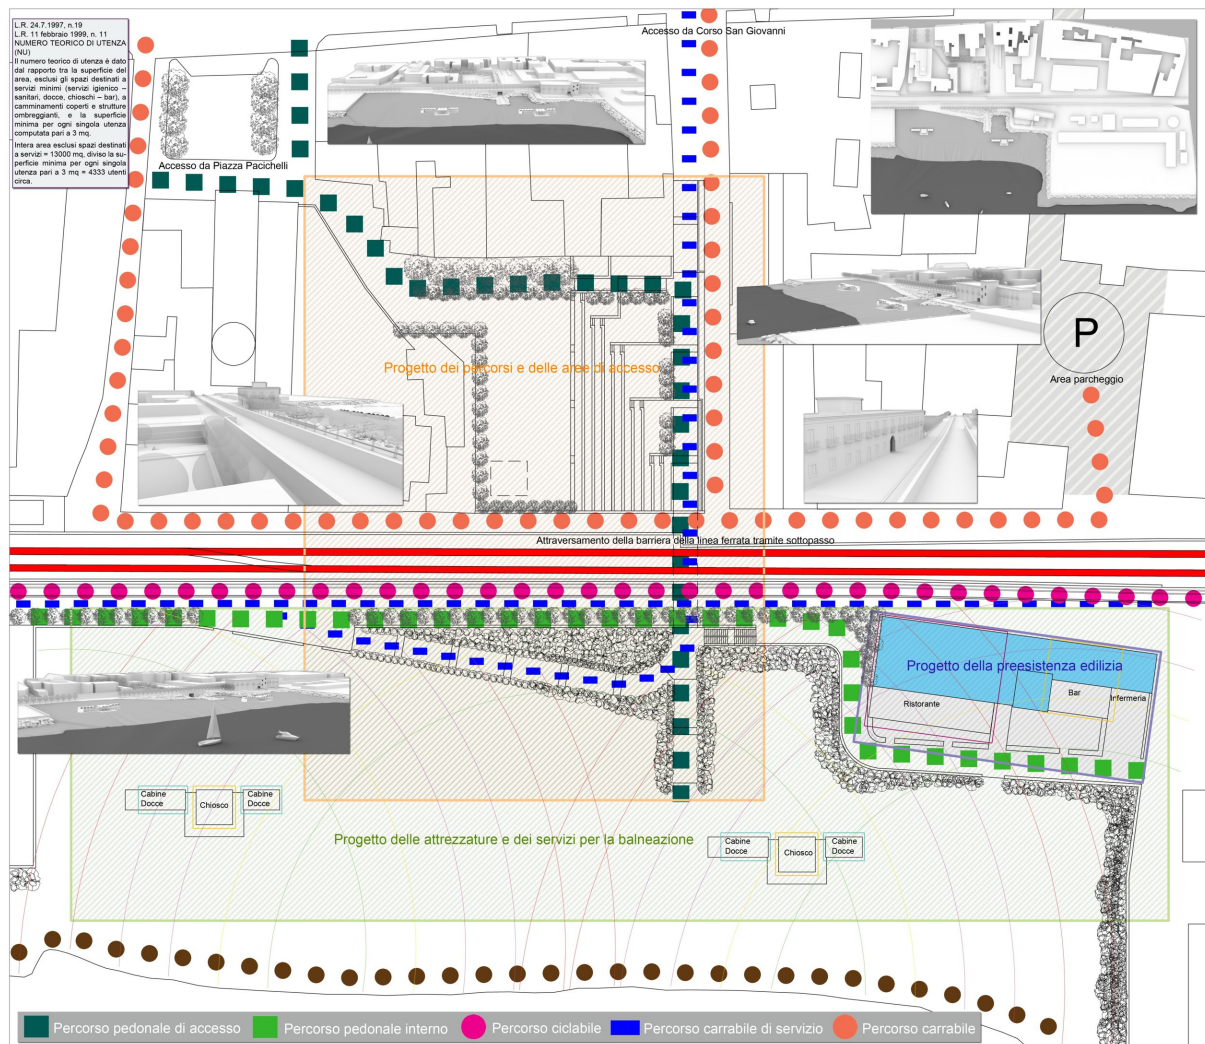 L.R. 24.7.1997, n.19
L.R. 11 febbraio 1999, n. 11
NUMERO TEORICO DI UTENZA
(NU)
Il numero teorico di utenza è dato
dal rapporto tra la superficie del
area, esclusi gli spazi destinati a
servizi minimi (servizi igienico –
sanitari, docce, chioschi – bar), a
camminamenti coperti e strutture
ombreggianti, e la superficie
minima per ogni singola utenza
computata pari a 3 mq.
Intera area esclusi spazi destinati
a servizi = 13000 mq, diviso la su-
perficie minima per ogni singola
utenza pari a 3 mq = 4333 utenti
circa.
Accesso da Corso San Giovanni
Accesso da Piazza Pacichelli
P
Area parcheggio
Progetto dei percorsi e delle aree di accesso
Attraversamento della barriera della linea ferrata tramite sottopasso
Progetto della preesistenza edilizia
Ristorante
Bar
Infermeria
Cabine
Docce
Chiosco
Cabine
Docce
Progetto delle attrezzature e dei servizi per la balneazione
Cabine
Docce
Chiosco
Cabine
Docce
Percorso pedonale di accesso
Percorso pedonale interno
Percorso ciclabile
Percorso carrabile di servizio
Percorso carrabile